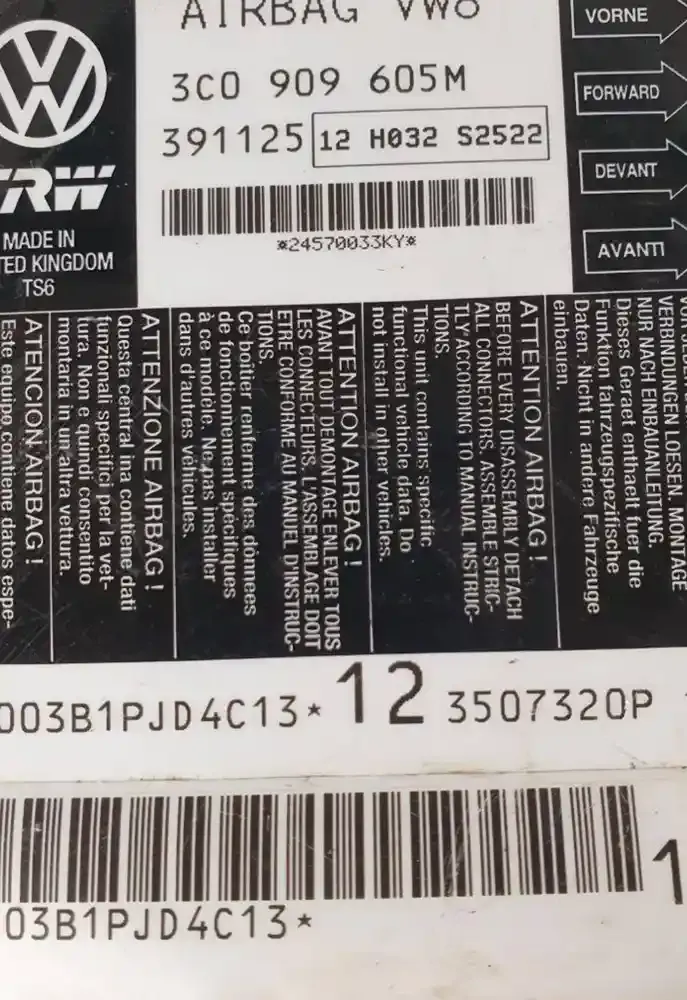 AIRBAG VW8
3C0 909 605M
391125 12 H032 S2522
*24570033KY*
VORNE
FORWARD
DEVANT
AVANTI
TRW
MADE IN
KINGDOM
TS6
VERBINDUNGEN LOESEN. MONTAGE
NUR NACH EINBAUANLEITUNG.
Dieses Geraet enthaelt fuer die
Funktion fahrzeugspezifische
Daten. Nicht in andere Fahrzeuge
einbauen.
ATTENTION AIRBAG !
BEFORE EVERY DISASSEMBLY DETACH
ALL CONNECTORS. ASSEMBLE STRIC-
TLY ACCORDING TO MANUAL INSTRUC-
TIONS.
This unit contains specific
functional vehicle data. Do
not install in other vehicles.
ATTENTION AIRBAG !
AVANT TOUT DEMONTAGE ENLEVER TOUS
LES CONNECTEURS. L'ASSEMBLAGE DOIT
ETRE CONFORME AU MANUEL D'INSTRUC-
TIONS.
Ce boîter renferme des données
de fonctionnement spécifiques
à ce modèle. Ne pas installer
dans d'autres véhicules.
ATTENZIONE AIRBAG !
Questa central ina contiene dati
funzionali specifici per la vet-
tura. Non e quindi consentito
montaria in un'altra vettura.
ATENCION AIRBAG !
Este equipo contiene datos espe-
003B1PJD4C13* 12 3507320P
03B1PJD4C13*
1